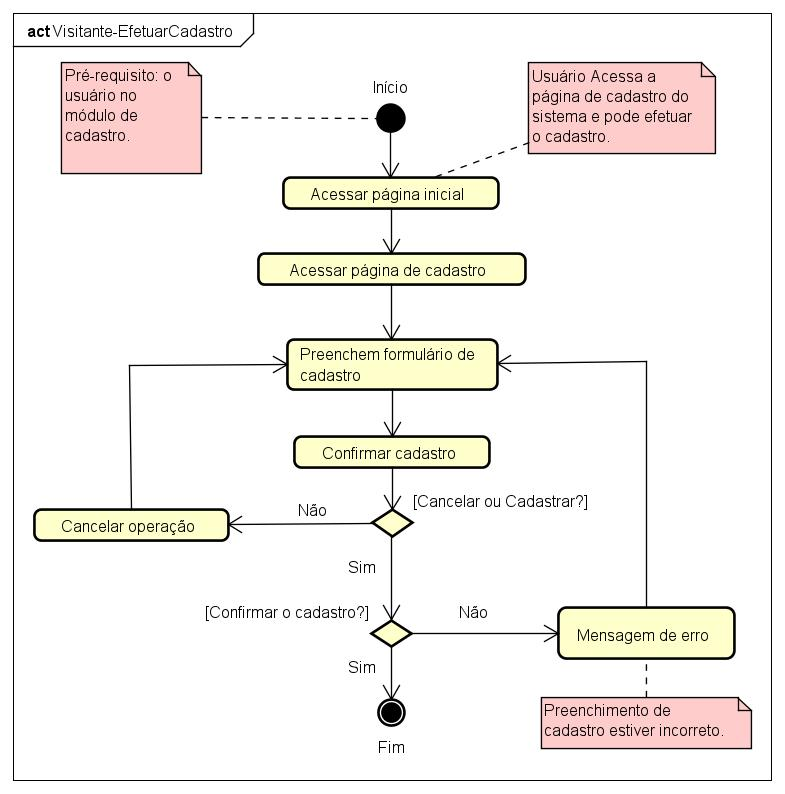 act Visitante-EfetuarCadastro
Pré-requisito: o
usuário no
módulo de
cadastro.
Início
Usuário Acessa a
página de cadastro do
sistema e pode efetuar
o cadastro.
Acessar página inicial
Acessar página de cadastro
Preenchem formulário de
cadastro
Confirmar cadastro
[Cancelar ou Cadastrar?]
Não
Cancelar operação
Sim
[Confirmar o cadastro?]
Não
Mensagem de erro
Sim
Preenchimento de
cadastro estiver incorreto.
Fim